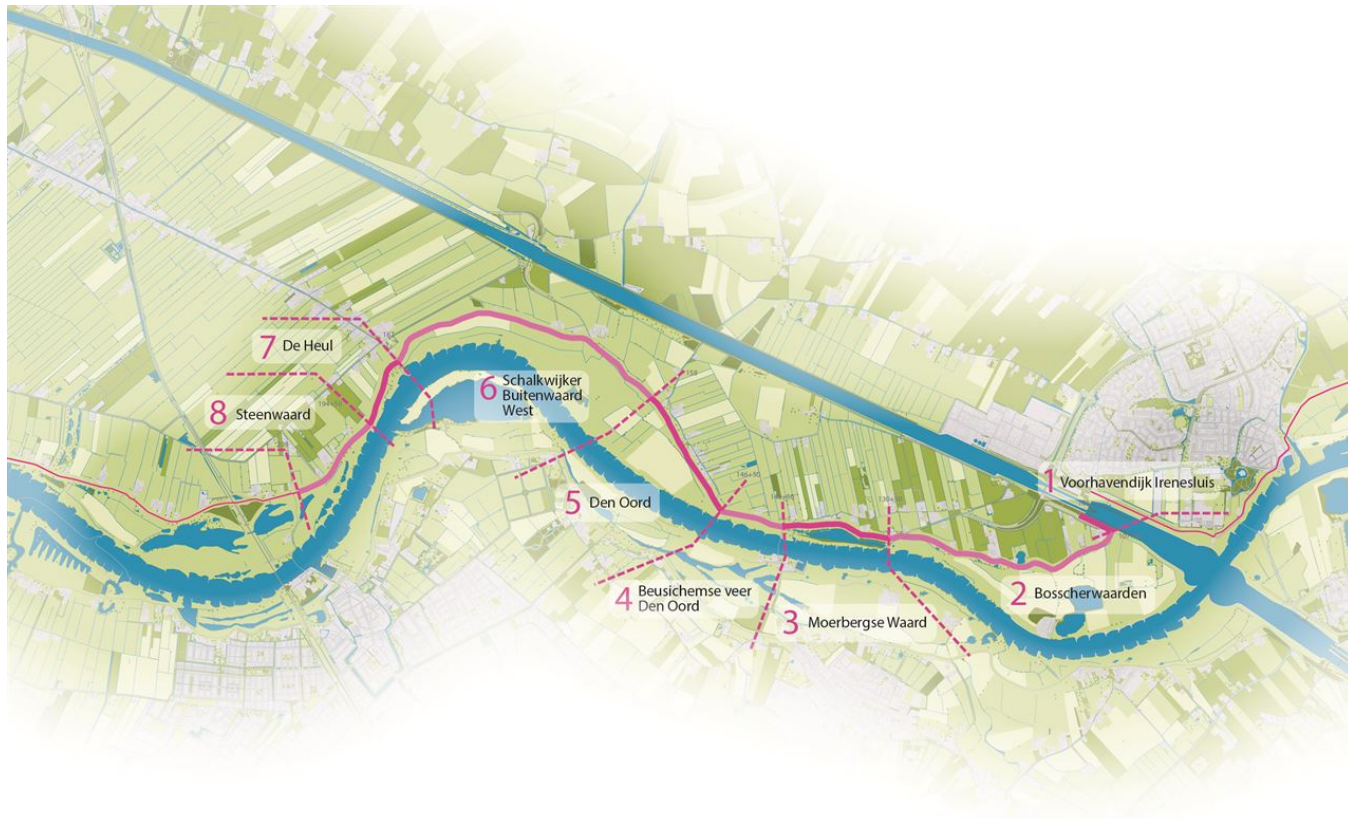 7 De Heul
8 Steenwaard
6 Schalkwijker
Buitenwaard
West
5 Den Oord
1 Voorhavendijk Irenesluis
2 Bosscherwaarden
4 Beusichemse veer
Den Oord
3 Moerbergse Waard